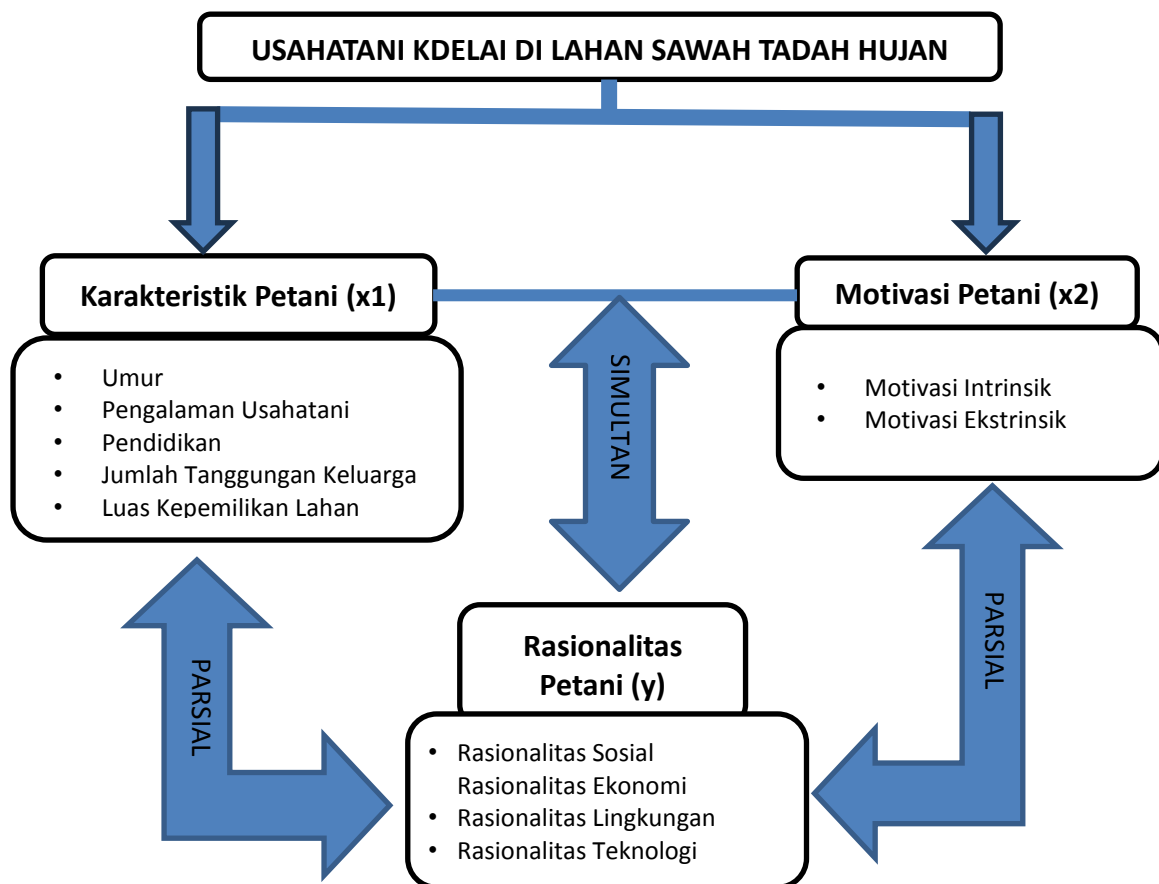 USAHATANI KDELAI DI LAHAN SAWAH TADAH HUJAN
Karakteristik Petani (x1)
• Umur
• Pengalaman Usahatani
• Pendidikan
• Jumlah Tanggungan Keluarga
• Luas Kepemilikan Lahan
Motivasi Petani (x2)
• Motivasi Intrinsik
• Motivasi Ekstrinsik
SIMULTAN
PARSIAL
PARSIAL
Rasionalitas
Petani (y)
• Rasionalitas Sosial
Rasionalitas Ekonomi
• Rasionalitas Lingkungan
• Rasionalitas Teknologi